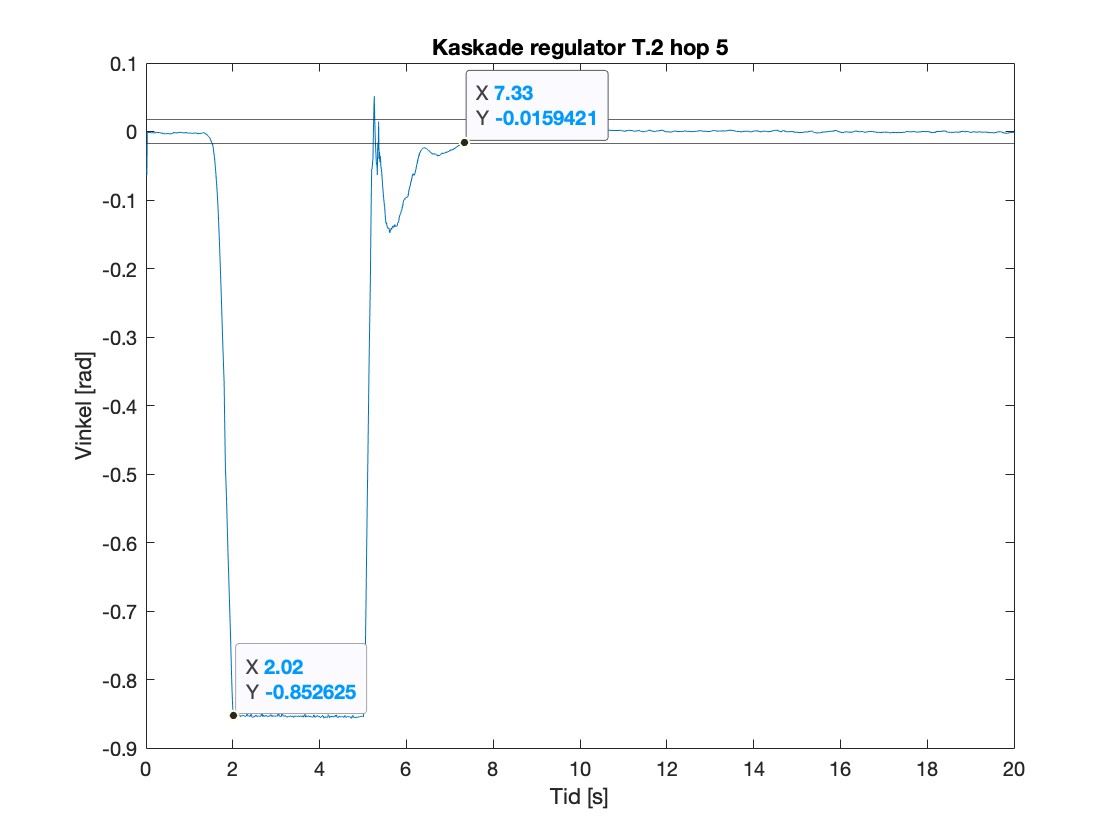 Kaskade regulator T.2 hop 5
0.1
X 7.33
Y -0.0159421
0
-0.1
-0.2
-0.3
Vinkel [rad]
-0.4
-0.5
-0.6
-0.7
X 2.02
Y -0.852625
-0.8
-0.9
0 2 4 6 8 10 12 14 16 18 20
Tid [s]